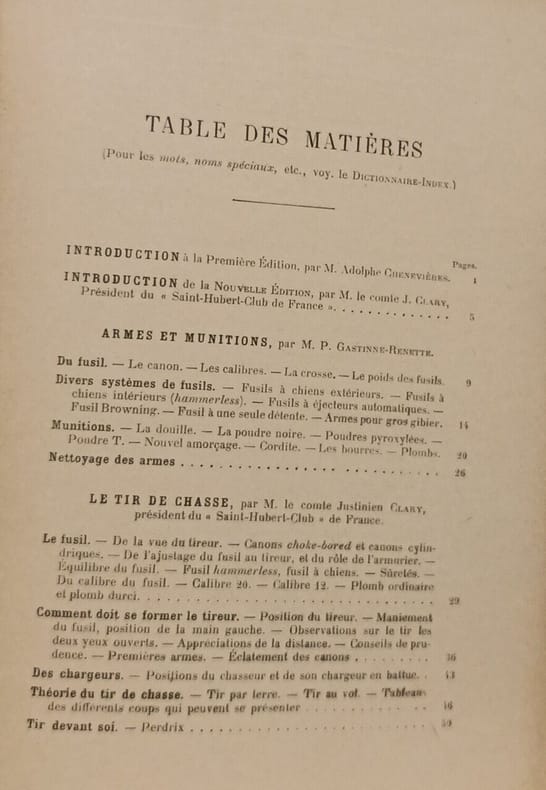 TABLE DES MATIÈRES
(Pour les mots, noms spéciaux, etc., voy. le DICTIONNAIRE-INDEX.)
Pages.
INTRODUCTION à la Première Édition, par M. Adolphe CHENEVIÈRES. 1
INTRODUCTION de la NOUVELLE ÉDITION, par M. le comte J. CLARY,
Président du « Saint-Hubert-Club de France ». . . . . . . . . . . . . . 5
ARMES ET MUNITIONS, par M. P. GASTINNE-RENETTE.
Du fusil. — Le canon. — Les calibres. — La crosse. — Le poids des fusils. 9
Divers systèmes de fusils. — Fusils à chiens extérieurs. — Fusils à
chiens intérieurs (hammerless). — Fusils à éjecteurs automatiques. —
Fusil Browning. — Fusil à une seule détente. — Armes pour gros gibier. 14
Munitions. — La douille. — La poudre noire. — Poudres pyroxylées. —
Poudre T. — Nouvel amorçage. — Cordite. — Les bourres. — Plombs. 20
Nettoyage des armes . . . . . . . . . . . . . . . . . . . . . . . . 26
LE TIR DE CHASSE, par M. le comte Justinien CLARY,
président du « Saint-Hubert-Club » de France.
Le fusil. — De la vue du tireur. — Canons choke-bored et canons cylin-
driques. — De l'ajustage du fusil au tireur, et du rôle de l'armurier. —
Équilibre du fusil. — Fusil hammerless, fusil à chiens. — Sûretés. —
Du calibre du fusil. — Calibre 20. — Calibre 12. — Plomb ordinaire
et plomb durci. . . . . . . . . . . . . . . . . . . . . . . . . . . . 29
Comment doit se former le tireur. — Position du tireur. — Maniement
du fusil, position de la main gauche. — Observations sur le tir les
deux yeux ouverts. — Appréciations de la distance. — Conseils de pru-
dence. — Premières armes. — Éclatement des canons . . . . . . . . 36
Des chargeurs. — Positions du chasseur et de son chargeur en battue. . 43
Théorie du tir de chasse. — Tir par terre. — Tir au vol. — Tableau
des différents coups qui peuvent se présenter . . . . . . . . . . . . 46
Tir devant soi. — Perdrix . . . . . . . . . . . . . . . . . . . . . .